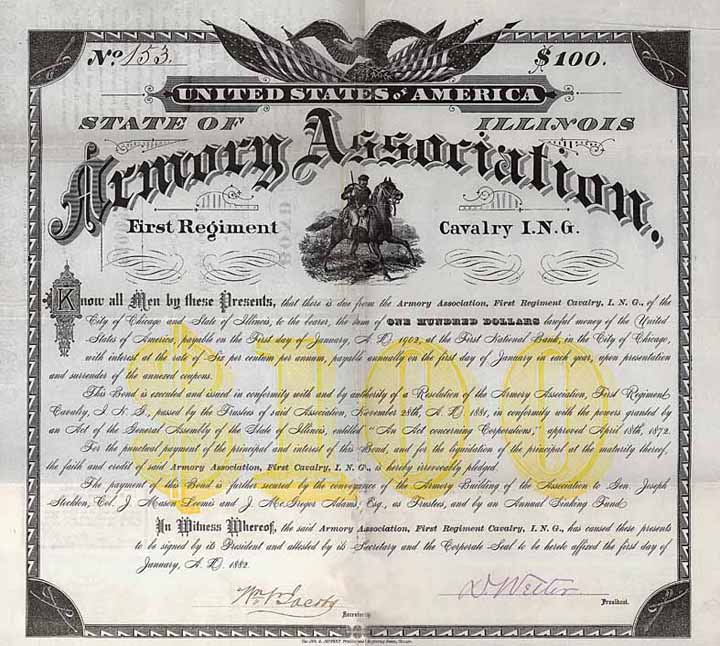 No. 153.
$100.
UNITED STATES OF AMERICA
STATE OF ILLINOIS
Armory Association.
First Regiment Cavalry I.N.G.
Know all Men by these Presents, that there is due from the Armory Association, First Regiment Cavalry, I. N. G., of the
City of Chicago and State of Illinois, to the bearer, the sum of ONE HUNDRED DOLLARS lawful money of the United
States of America, payable on the First day of January, A. D. 1902, at the First National Bank, in the City of Chicago,
with interest at the rate of Six per centum per annum, payable annually on the first day of January in each year, upon presentation
and surrender of the annexed coupons.
This Bond is executed and issued in conformity with and by authority of a Resolution of the Armory Association, First Regiment
Cavalry, I. N. G., passed by the Trustees of said Association, November 28th, A. D. 1881, in conformity with the powers granted
by an Act of the General Assembly of the State of Illinois, entitled "An Act concerning Corporations," approved April 18th, 1872.
For the punctual payment of the principal and interest of this Bond, and for the liquidation of the principal at the maturity thereof,
the faith and credit of said Armory Association, First Cavalry, I. N. G., is hereby irrevocably pledged.
The payment of this Bond is further secured by the conveyance of the Armory Building of the Association to Gen. Joseph
Stockton, Col. J. Mason Loomis and J. McGregor Adams, Esq., as Trustees, and by an Annual Sinking Fund
In Witness Whereof, the said Armory Association, First Regiment Cavalry, I. N. G., has caused these presents
to be signed by its President and attested by its Secretary and the Corporate Seal to be hereto affixed the first day of
January, A. D. 1882.
$100
Secretary.
President.